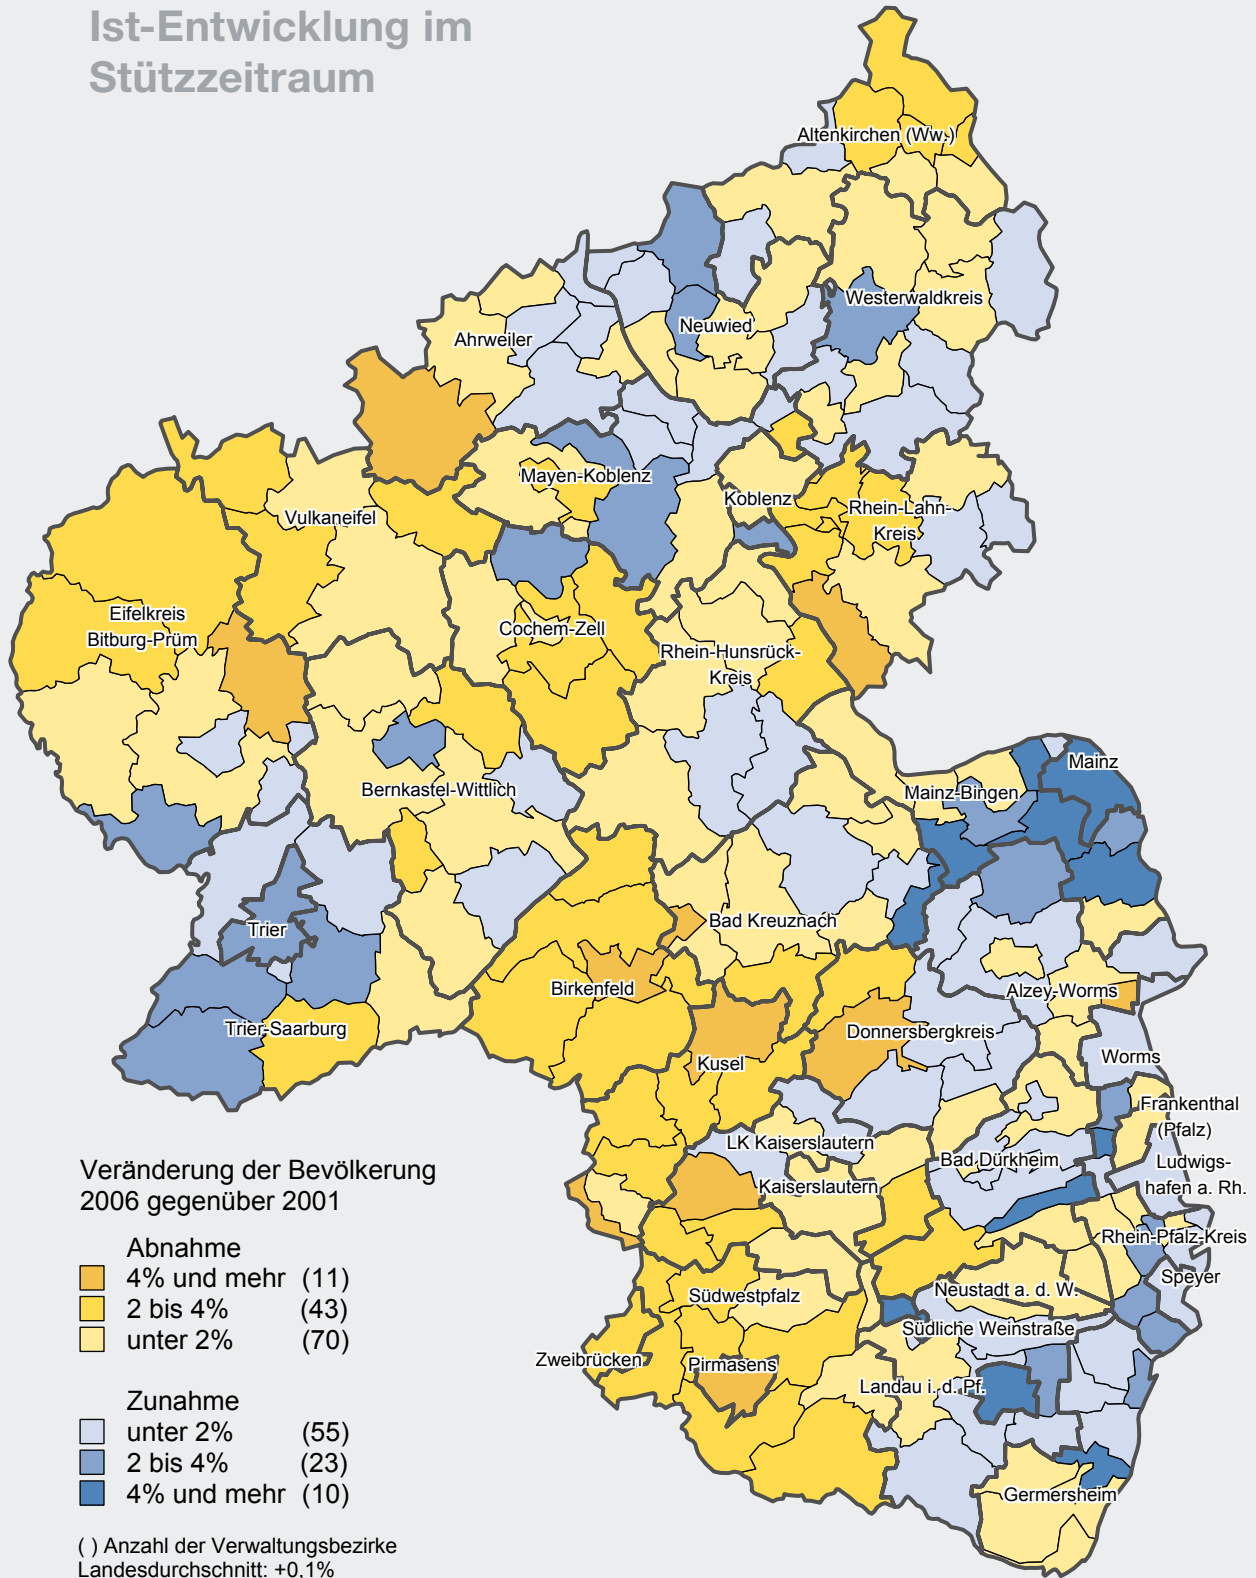 Ist-Entwicklung im
Stützzeitraum
Altenkirchen (Ww.)
Westerwaldkreis
Neuwied
Ahrweiler
Mayen-Koblenz
Koblenz
Rhein-Lahn-
Kreis
Vulkaneifel
Eifelkreis
Bitburg-Prüm
Cochem-Zell
Rhein-Hunsrück-
Kreis
Mainz
Mainz-Bingen
Bernkastel-Wittlich
Bad Kreuznach
Trier
Birkenfeld
Alzey-Worms
Trier-Saarburg
Donnersbergkreis
Kusel
Worms
Frankenthal
(Pfalz)
LK Kaiserslautern
Bad Dürkheim
Ludwigs-
hafen a. Rh.
Kaiserslautern
Rhein-Pfalz-Kreis
Speyer
Neustadt a. d. W.
Südwestpfalz
Südliche Weinstraße
Zweibrücken
Pirmasens
Landau i. d. Pf.
Germersheim
Veränderung der Bevölkerung
2006 gegenüber 2001
Abnahme
4% und mehr (11)
2 bis 4% (43)
unter 2% (70)
Zunahme
unter 2% (55)
2 bis 4% (23)
4% und mehr (10)
( ) Anzahl der Verwaltungsbezirke
Landesdurchschnitt: +0,1%